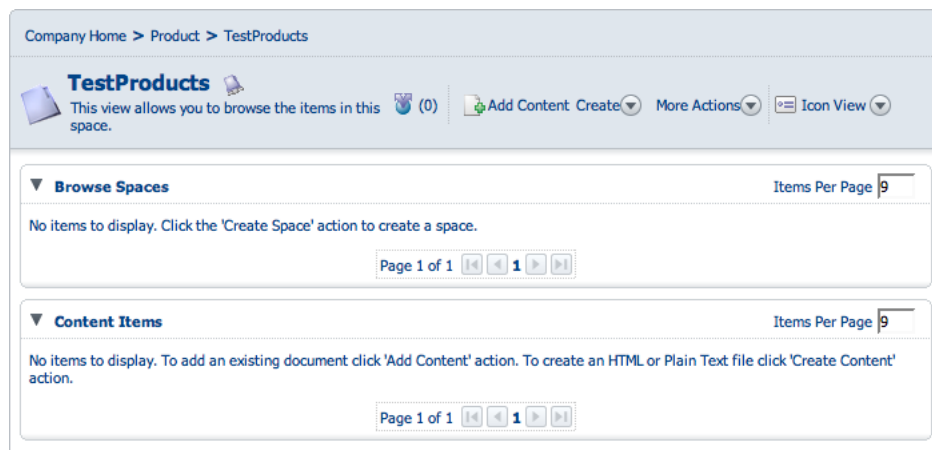 Company Home > Product > TestProducts
TestProducts
This view allows you to browse the items in this space. (0) Add Content Create More Actions Icon View
Browse Spaces Items Per Page 9
No items to display. Click the 'Create Space' action to create a space.
Page 1 of 1 1
Content Items Items Per Page 9
No items to display. To add an existing document click 'Add Content' action. To create an HTML or Plain Text file click 'Create Content'
action.
Page 1 of 1 1